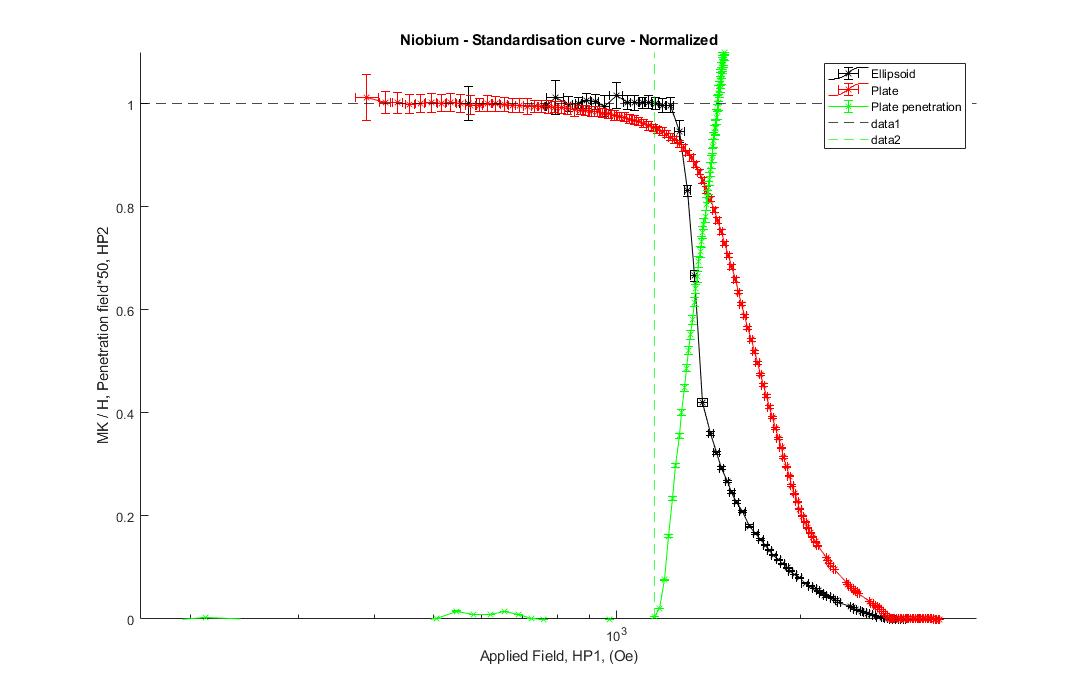 Niobium - Standardisation curve - Normalized
Ellipsoid
Plate
Plate penetration
data1
data2
MK / H, Penetration field*50, HP2
1
0.8
0.6
0.4
0.2
0
10³
Applied Field, HP1, (Oe)